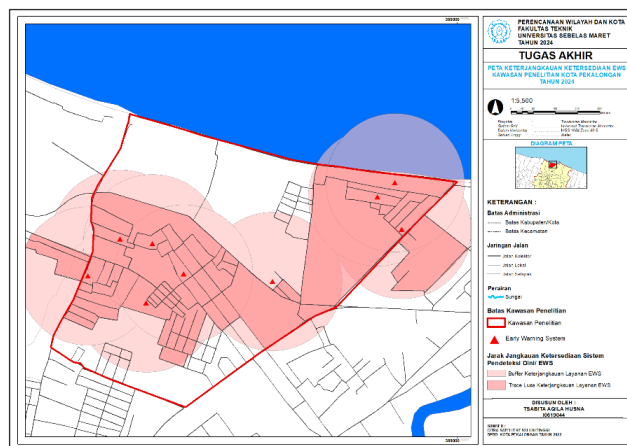 PERENCANAAN WILAYAH DAN KOTA
FAKULTAS TEKNIK
UNIVERSITAS SEBELAS MARET
TAHUN 2024
TUGAS AKHIR
PETA KETERJANGKAUAN KETERSEDIAAN EWS
KAWASAN PENELITIAN KOTA PEKALONGAN
TAHUN 2024
1:5,500
DIAGRAM PETA
KETERANGAN :
Batas Administrasi
Batas Kabupaten/Kota
Batas Kecamatan
Jaringan Jalan
Jalan Kolektor
Jalan Lokal
Jalan Setapak
Perairan
Sungai
Batas Kawasan Penelitian
Kawasan Penelitian
Early Warning System
Jarak Jangkauan Ketersediaan Sistem
Pendeteksi Dini/ EWS
Buffer Keterjangkauan Layanan EWS
Trace Luas Keterjangkauan Layanan EWS
DISUSUN OLEH :
TSABITA AQILA HUSNA
I0619044